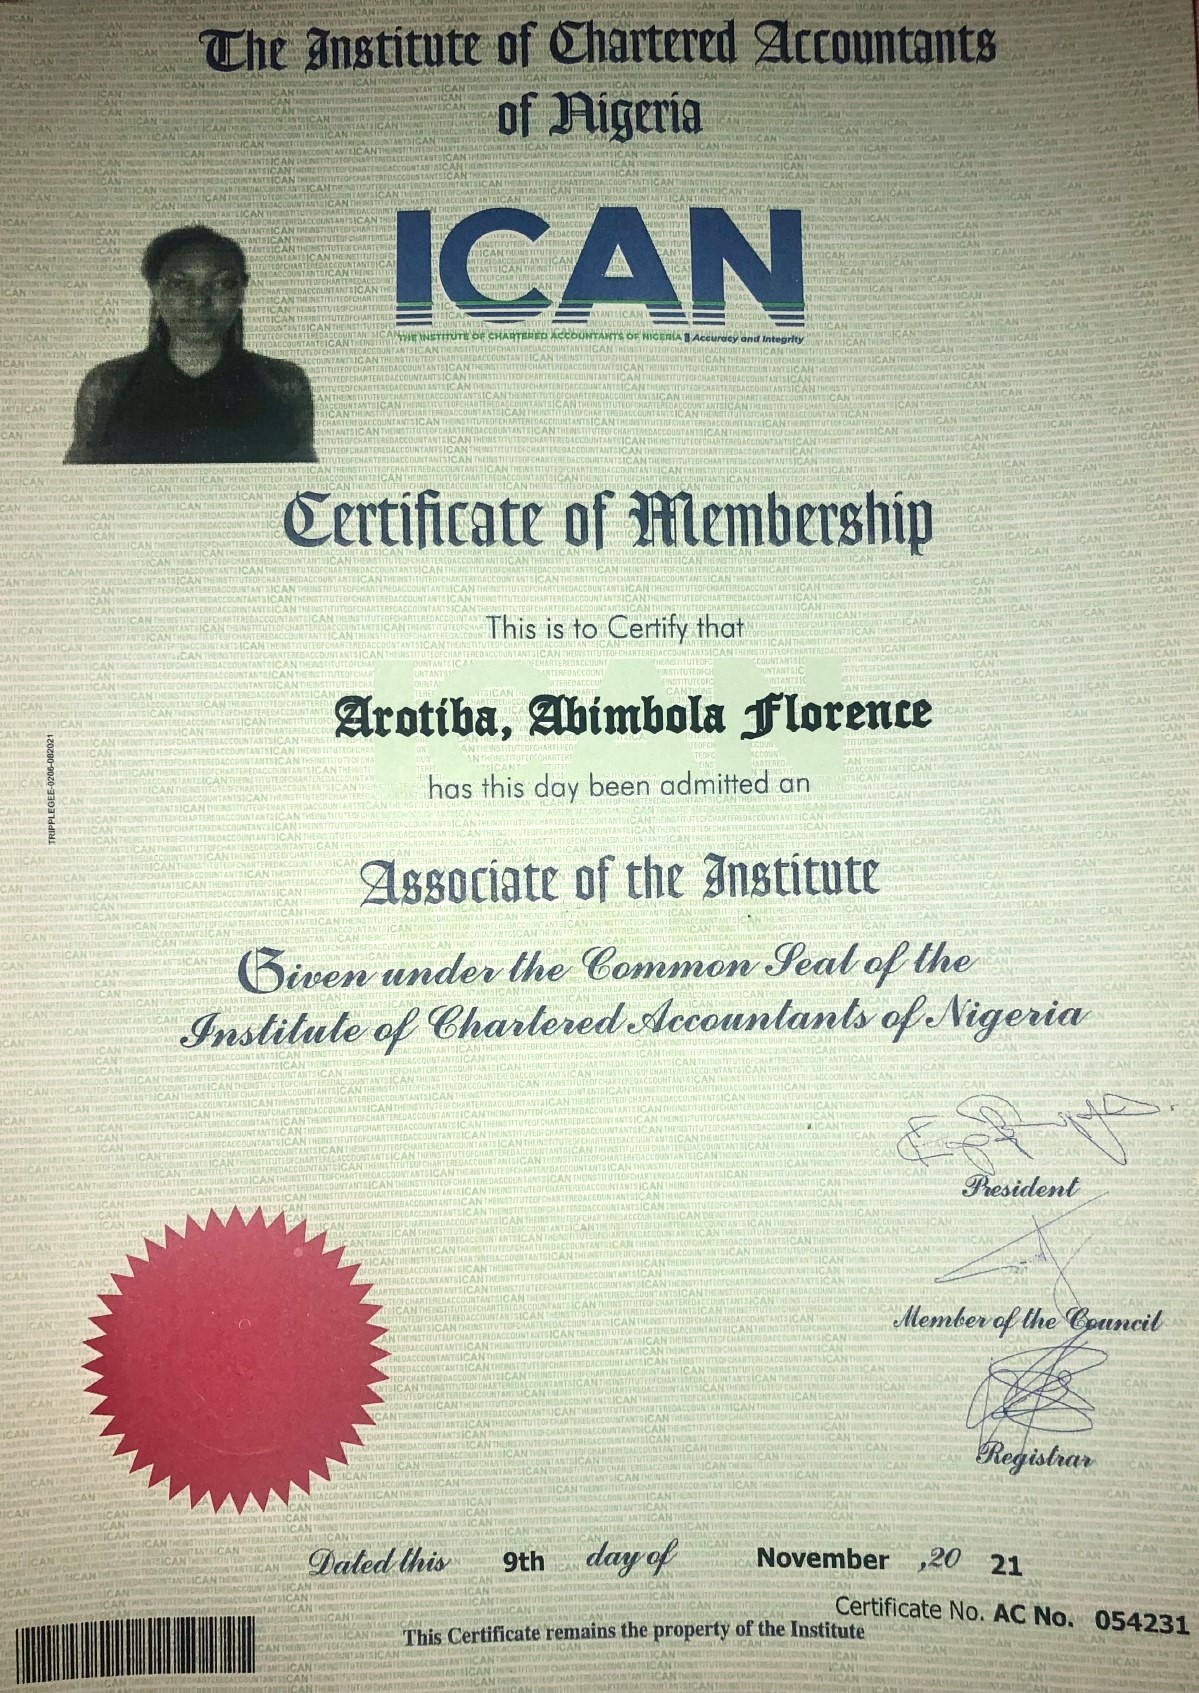 The Institute of Chartered Accountants
of Nigeria
ICAN
THE INSTITUTE OF CHARTERED ACCOUNTANTS OF NIGERIA Accuracy and Integrity
Certificate of Membership
This is to Certify that
Arotiba, Abimbola Florence
has this day been admitted an
Associate of the Institute
Given under the Common Seal of the
Institute of Chartered Accountants of Nigeria
TRIPPLEGEE-0206-082021
President
Member of the Council
Registrar
Dated this 9th day of November ,20 21
Certificate No. AC No. 054231
This Certificate remains the property of the Institute